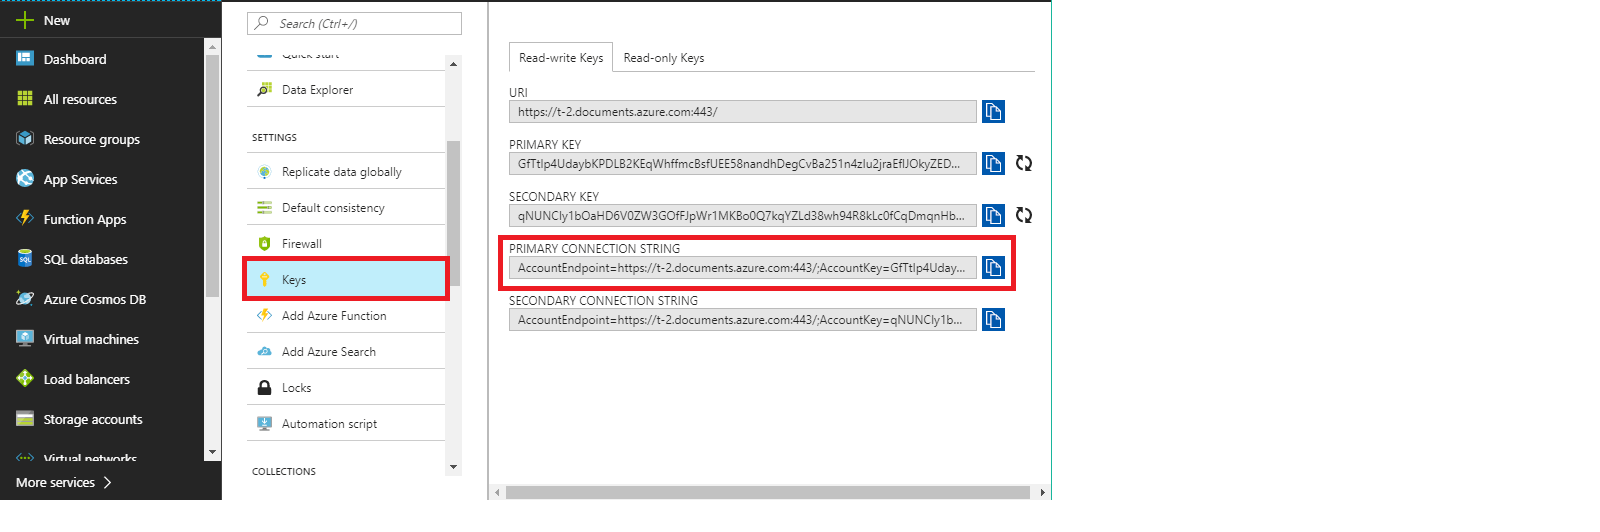 New
Dashboard
All resources
Resource groups
App Services
Function Apps
SQL databases
Azure Cosmos DB
Virtual machines
Load balancers
Storage accounts
Virtual networks
More services
Search (Ctrl+/)
Quick start
Data Explorer
SETTINGS
Replicate data globally
Default consistency
Firewall
Keys
Add Azure Function
Add Azure Search
Locks
Automation script
COLLECTIONS
Read-write Keys Read-only Keys
URI
https://t-2.documents.azure.com:443/
PRIMARY KEY
SECONDARY KEY
PRIMARY CONNECTION STRING
AccountEndpoint=https://t-2.documents.azure.com:443/;AccountKey=GfTtIp4Uday...
SECONDARY CONNECTION STRING
AccountEndpoint=https://t-2.documents.azure.com:443/;AccountKey=qNUNCIy1b...